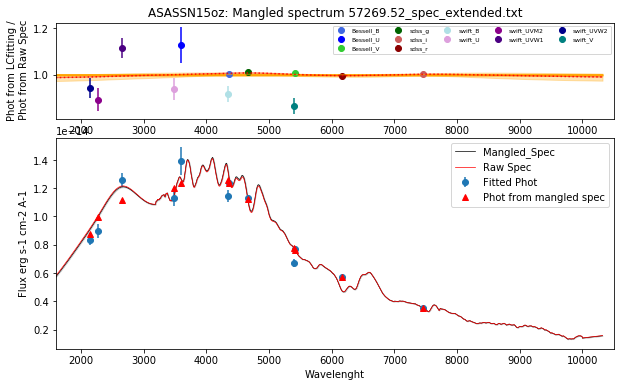 ASASSN15oz: Mangled spectrum 57269.52_spec_extended.txt
Phot from LCfitting /
Phot from Raw Spec
1.2
1.0
Bessell_B
Bessell_U
Bessell_V
sdss_g
sdss_i
sdss_r
swift_B
swift_U
swift_UVM2
swift_UVW1
swift_UVW2
swift_V
2000 3000 4000 5000 6000 7000 8000 9000 10000
1e−14
Flux erg s-1 cm-2 A-1
1.4
1.2
1.0
0.8
0.6
0.4
0.2
Mangled_Spec
Raw Spec
Fitted Phot
Phot from mangled spec
2000 3000 4000 5000 6000 7000 8000 9000 10000
Wavelenght